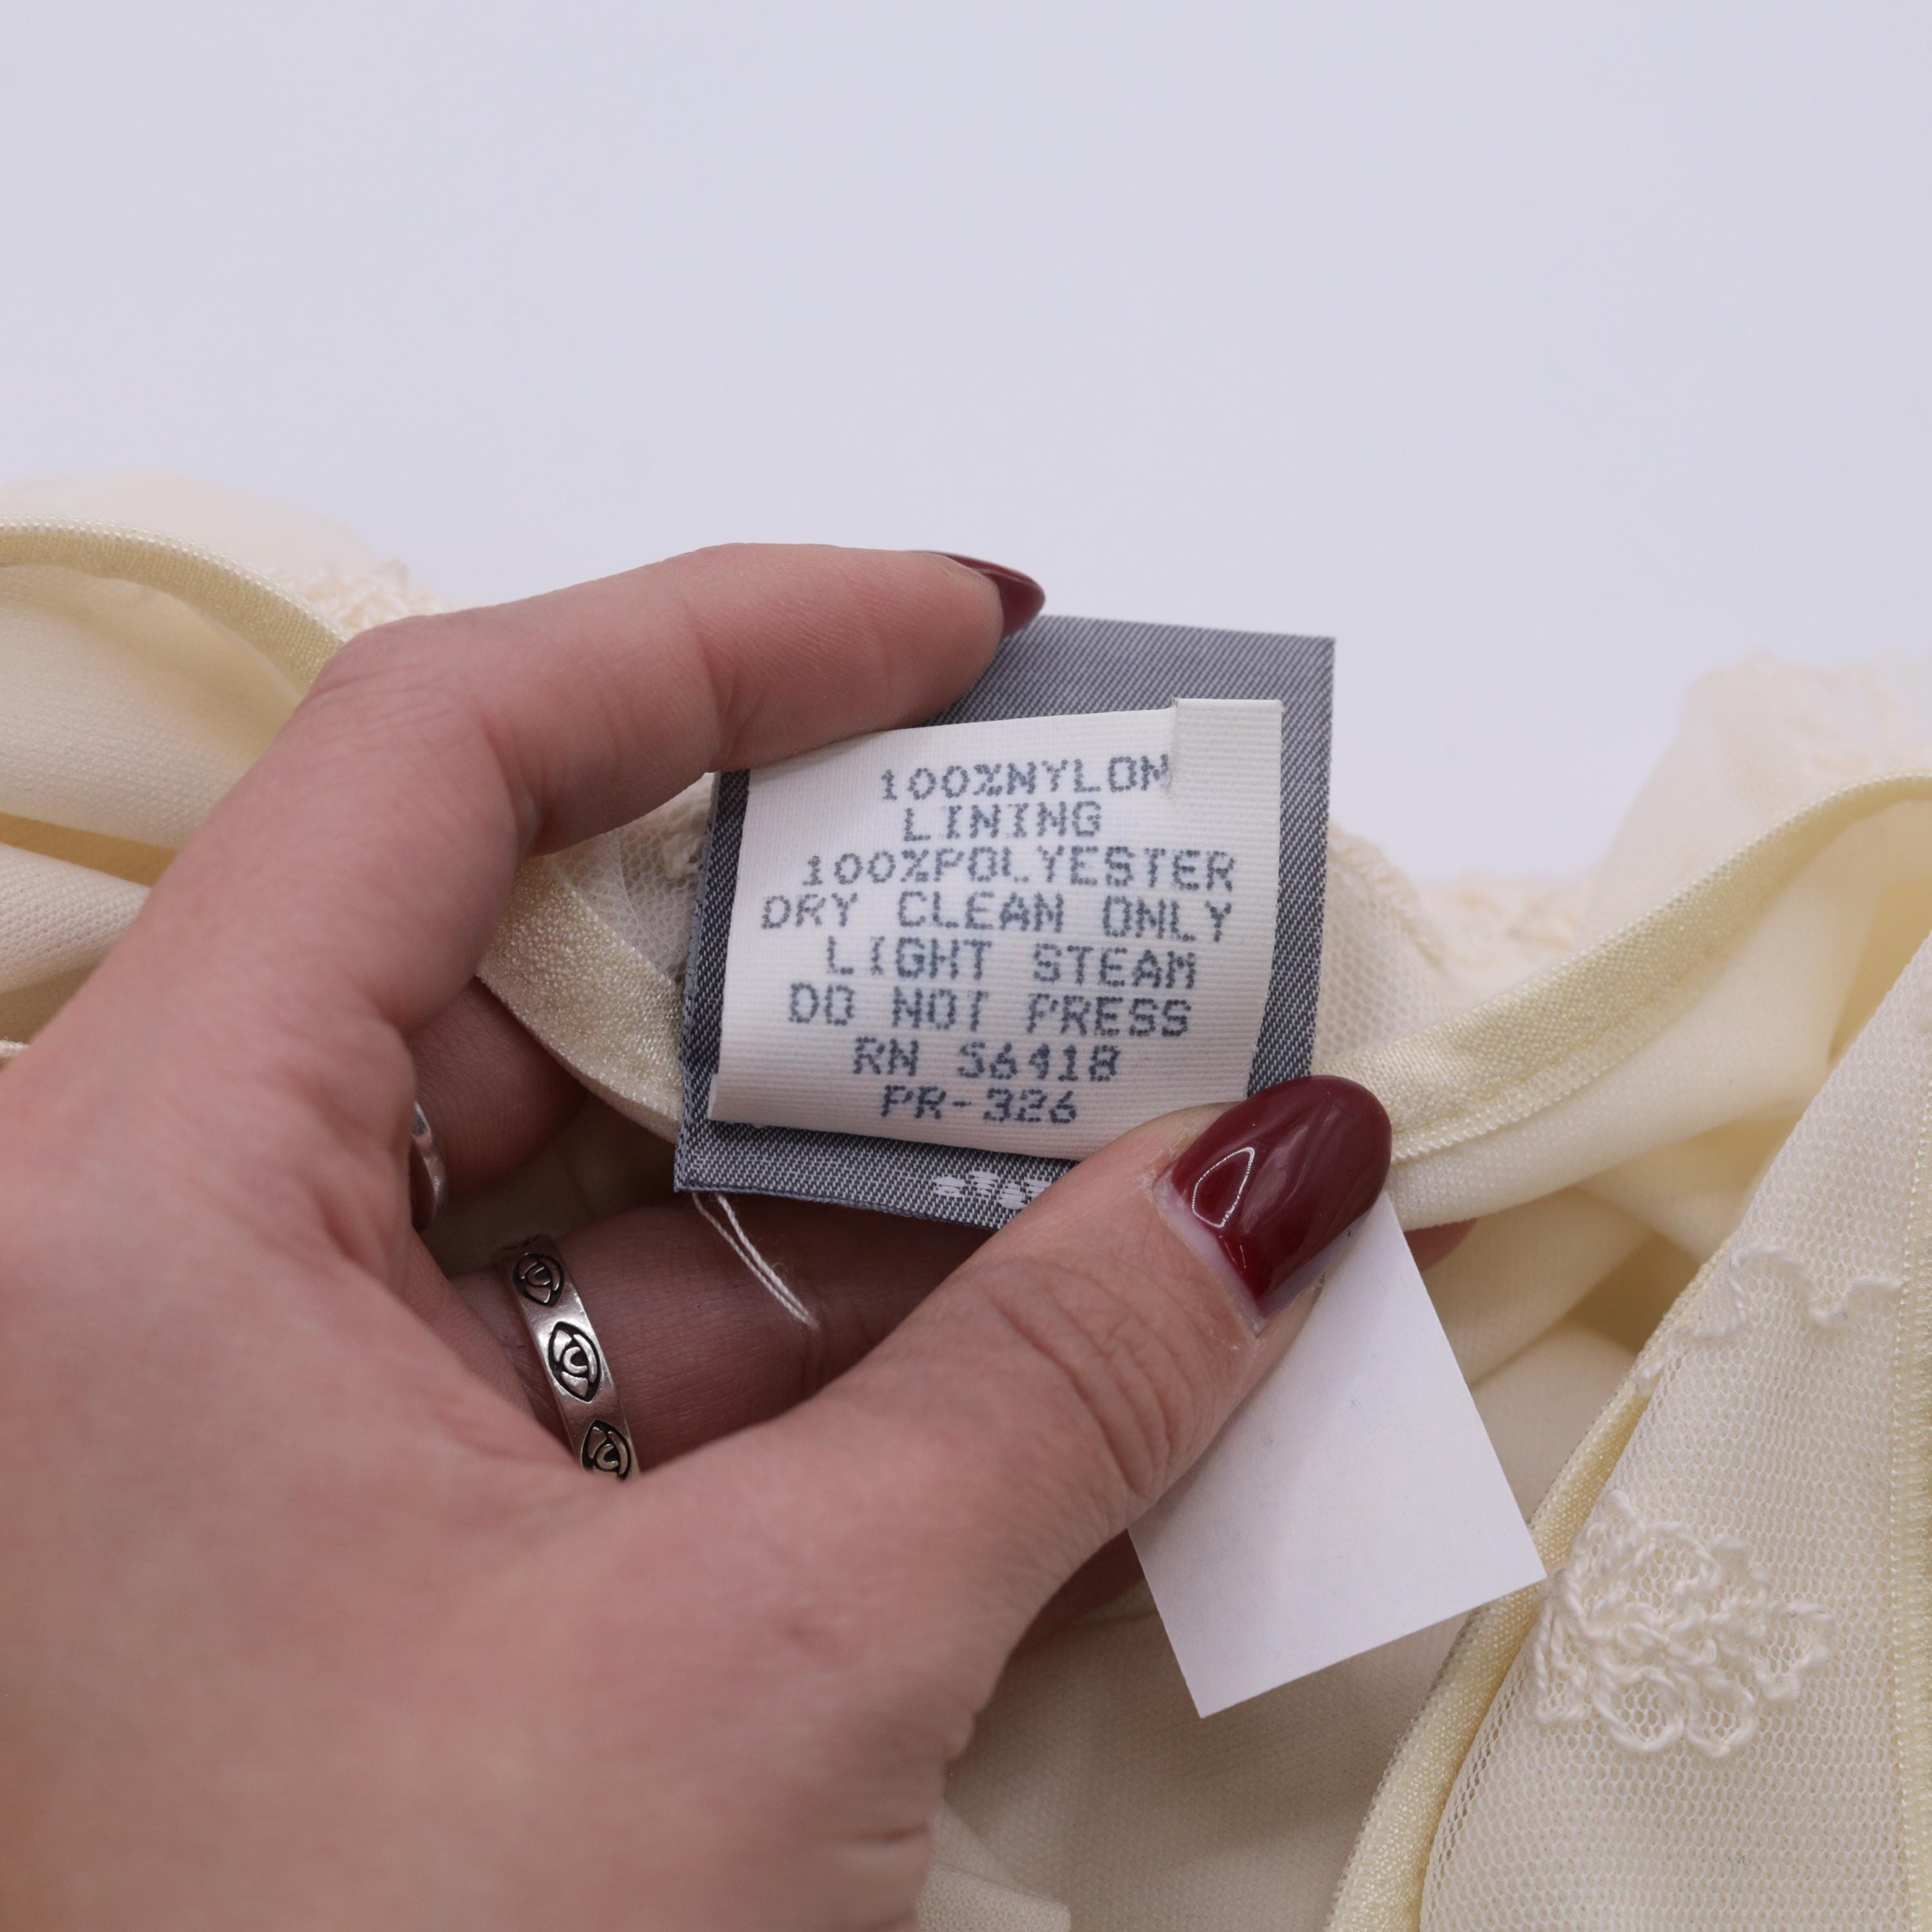 100%NYLON
LINING
100%POLYESTER
DRY CLEAN ONLY
LIGHT STEAM
DO NOT PRESS
RN 56418
PR-326